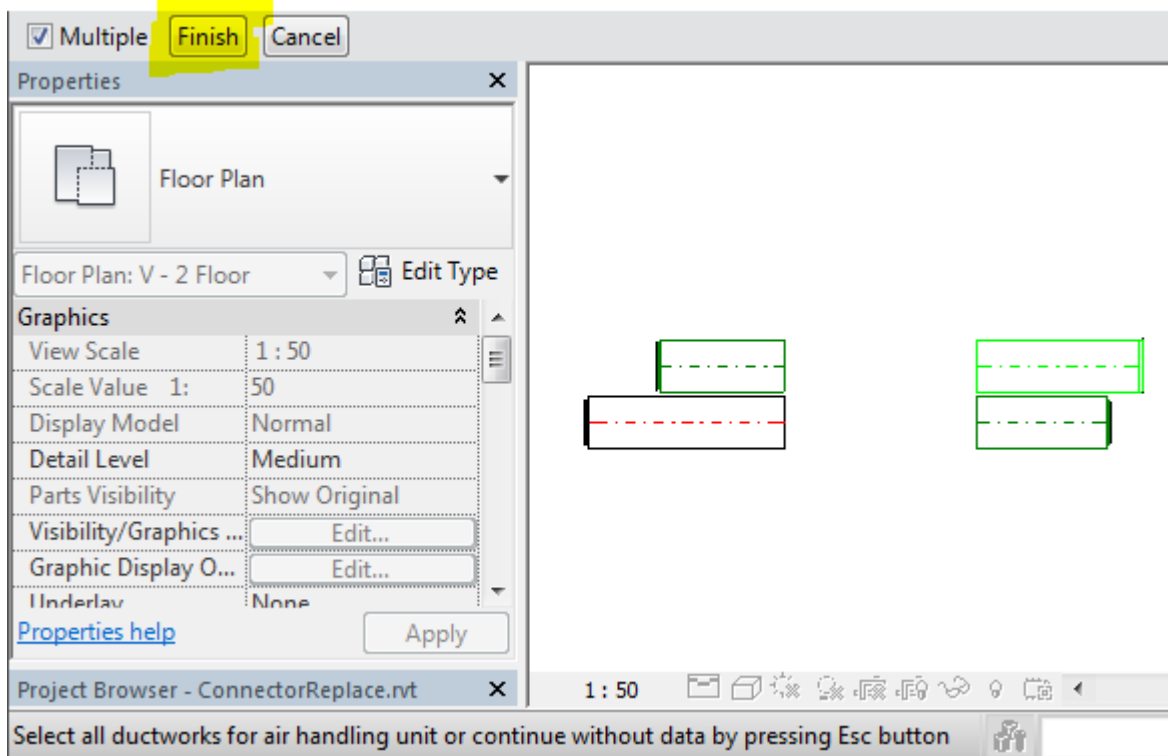 Multiple Finish Cancel
Properties
Floor Plan
Floor Plan: V - 2 Floor Edit Type
Graphics
View Scale 1 : 50
Scale Value 1: 50
Display Model Normal
Detail Level Medium
Parts Visibility Show Original
Visibility/Graphics ... Edit...
Graphic Display O... Edit...
Underlay None
Properties help Apply
Project Browser - ConnectorReplace.rvt 1 : 50
Select all ductworks for air handling unit or continue without data by pressing Esc button